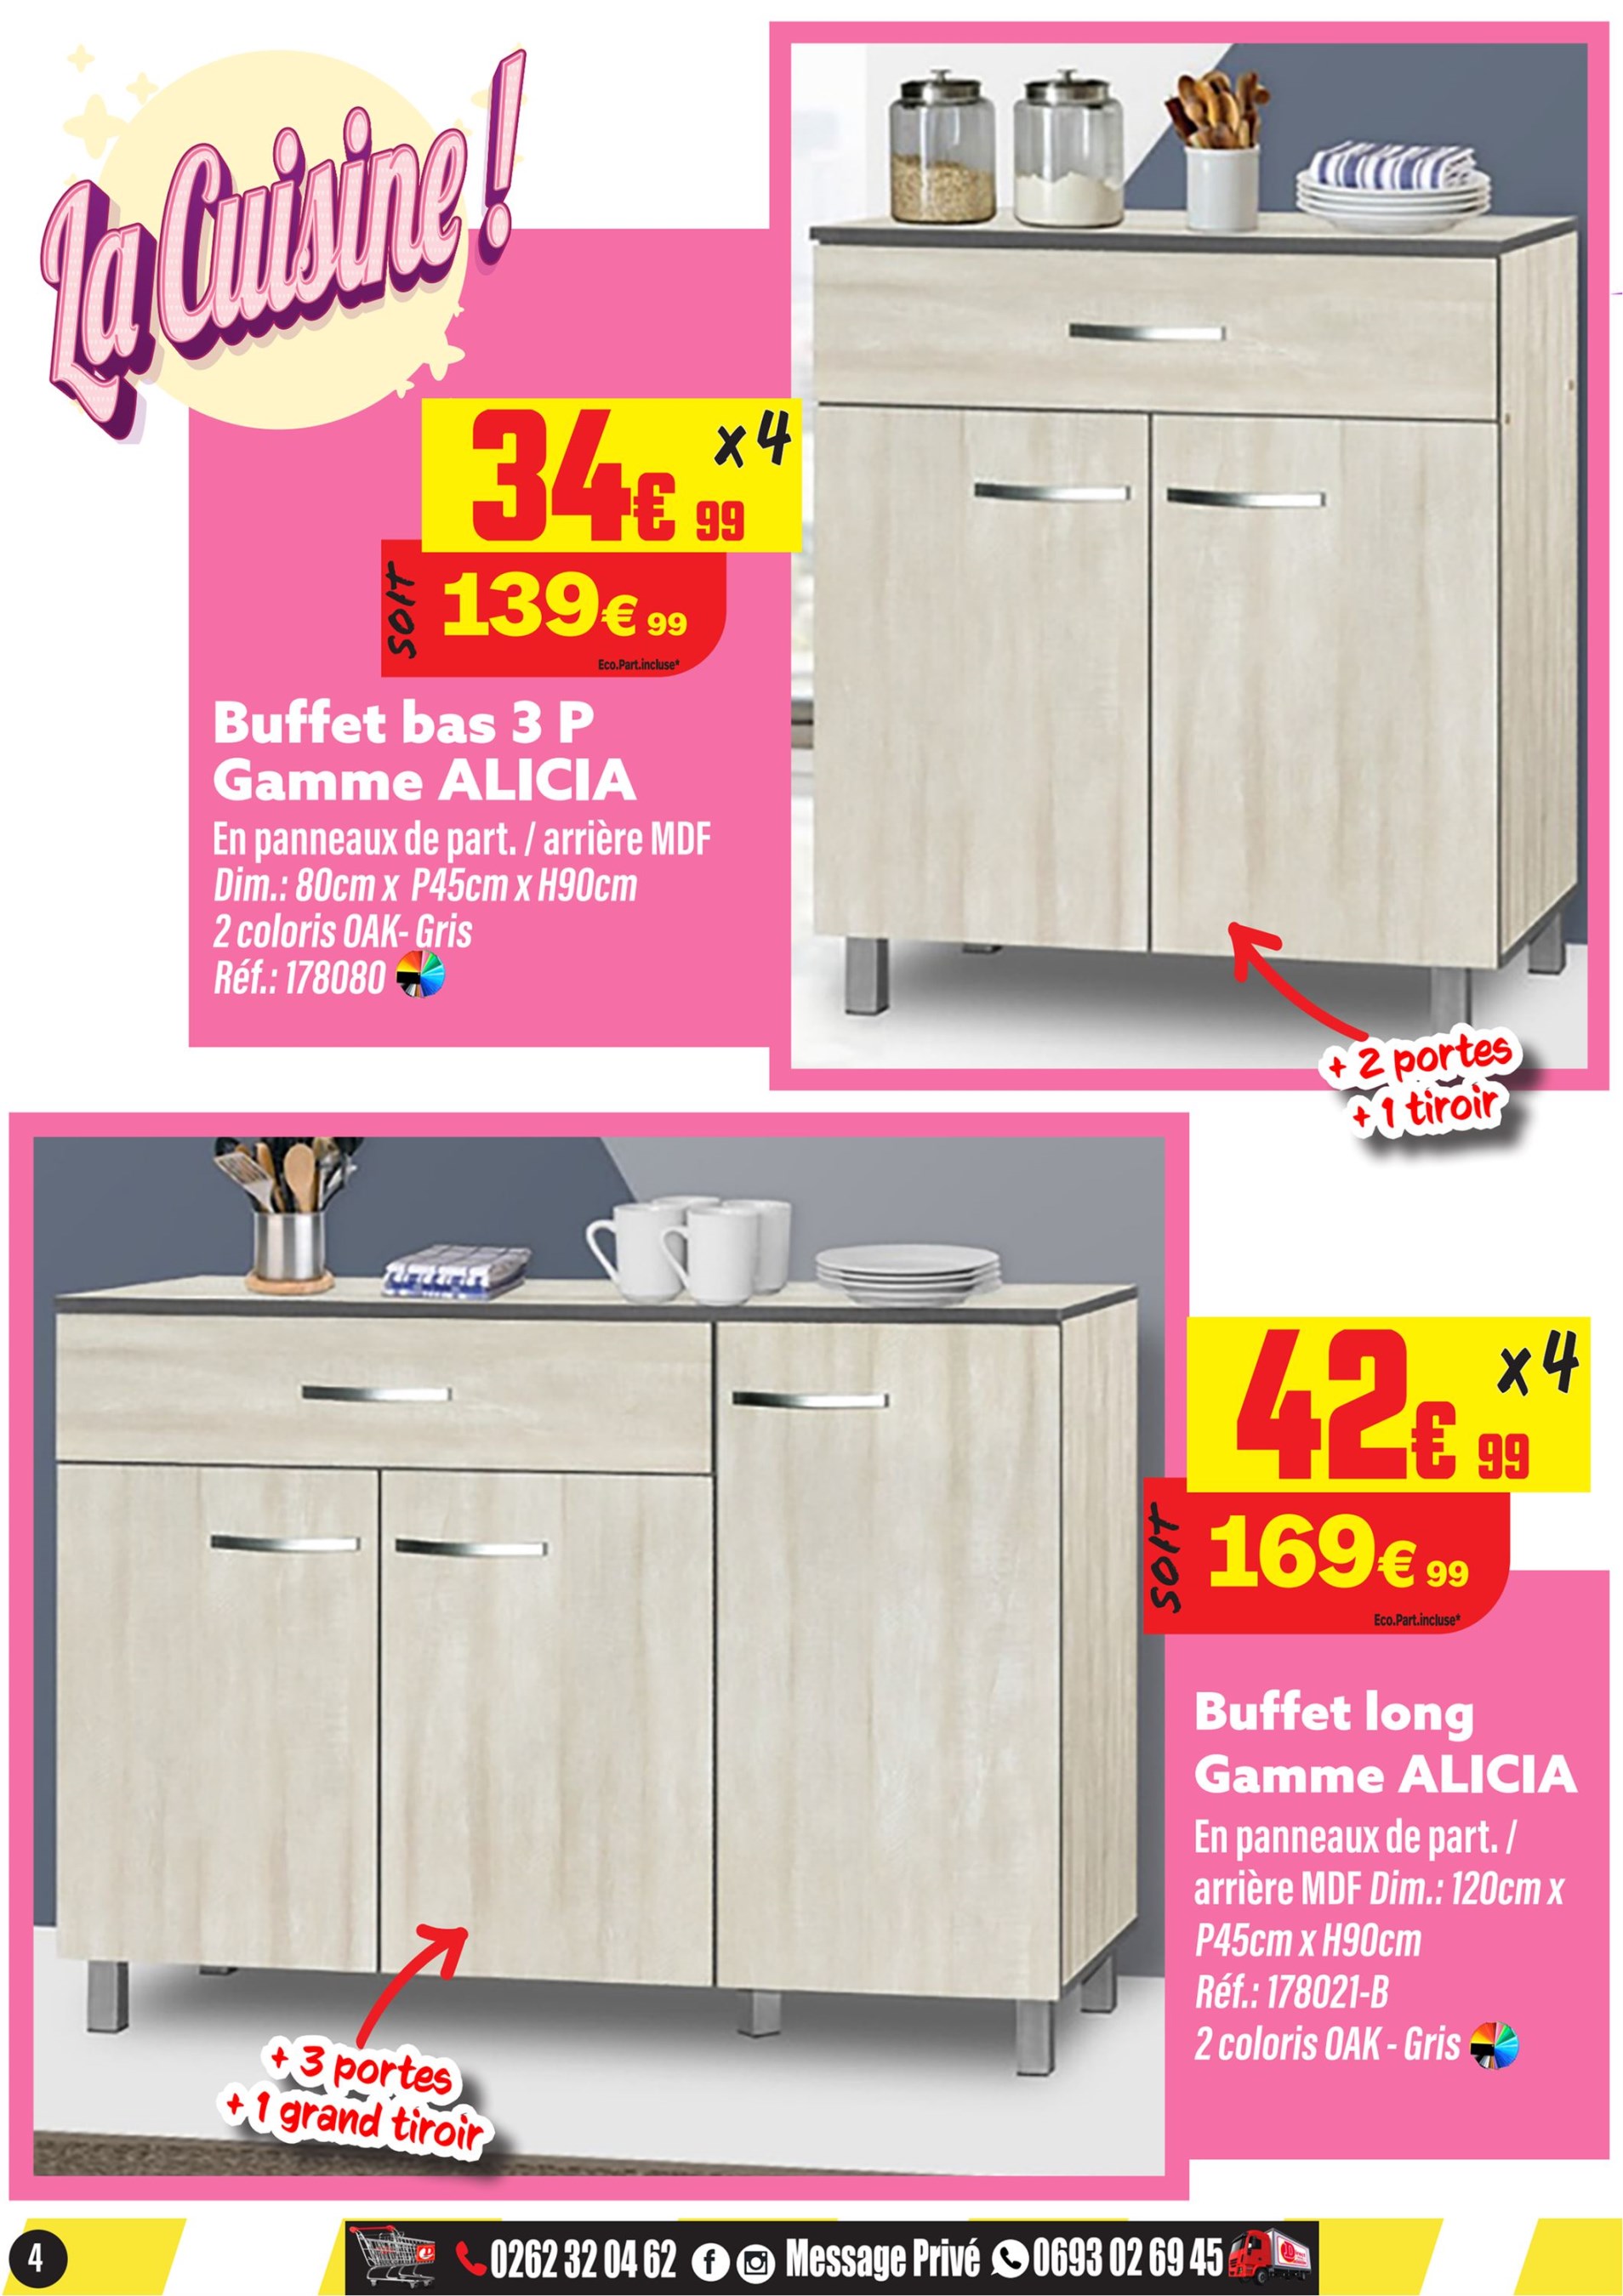 La Cuisine !
34€99 x4
SOIT 139€99
Eco.Part.incluse*
Buffet bas 3 P
Gamme ALICIA
En panneaux de part. / arrière MDF
Dim.: 80cm x P45cm x H90cm
2 coloris OAK- Gris
Réf.: 178080
+ 2 portes
+ 1 tiroir
42€99 x4
SOIT 169€99
Eco.Part.incluse*
Buffet long
Gamme ALICIA
En panneaux de part. /
arrière MDF Dim.: 120cm x
P45cm x H90cm
Réf.: 178021-B
2 coloris OAK - Gris
+ 3 portes
+ 1 grand tiroir
4
0262 32 04 62 Message Privé 0693 02 69 45